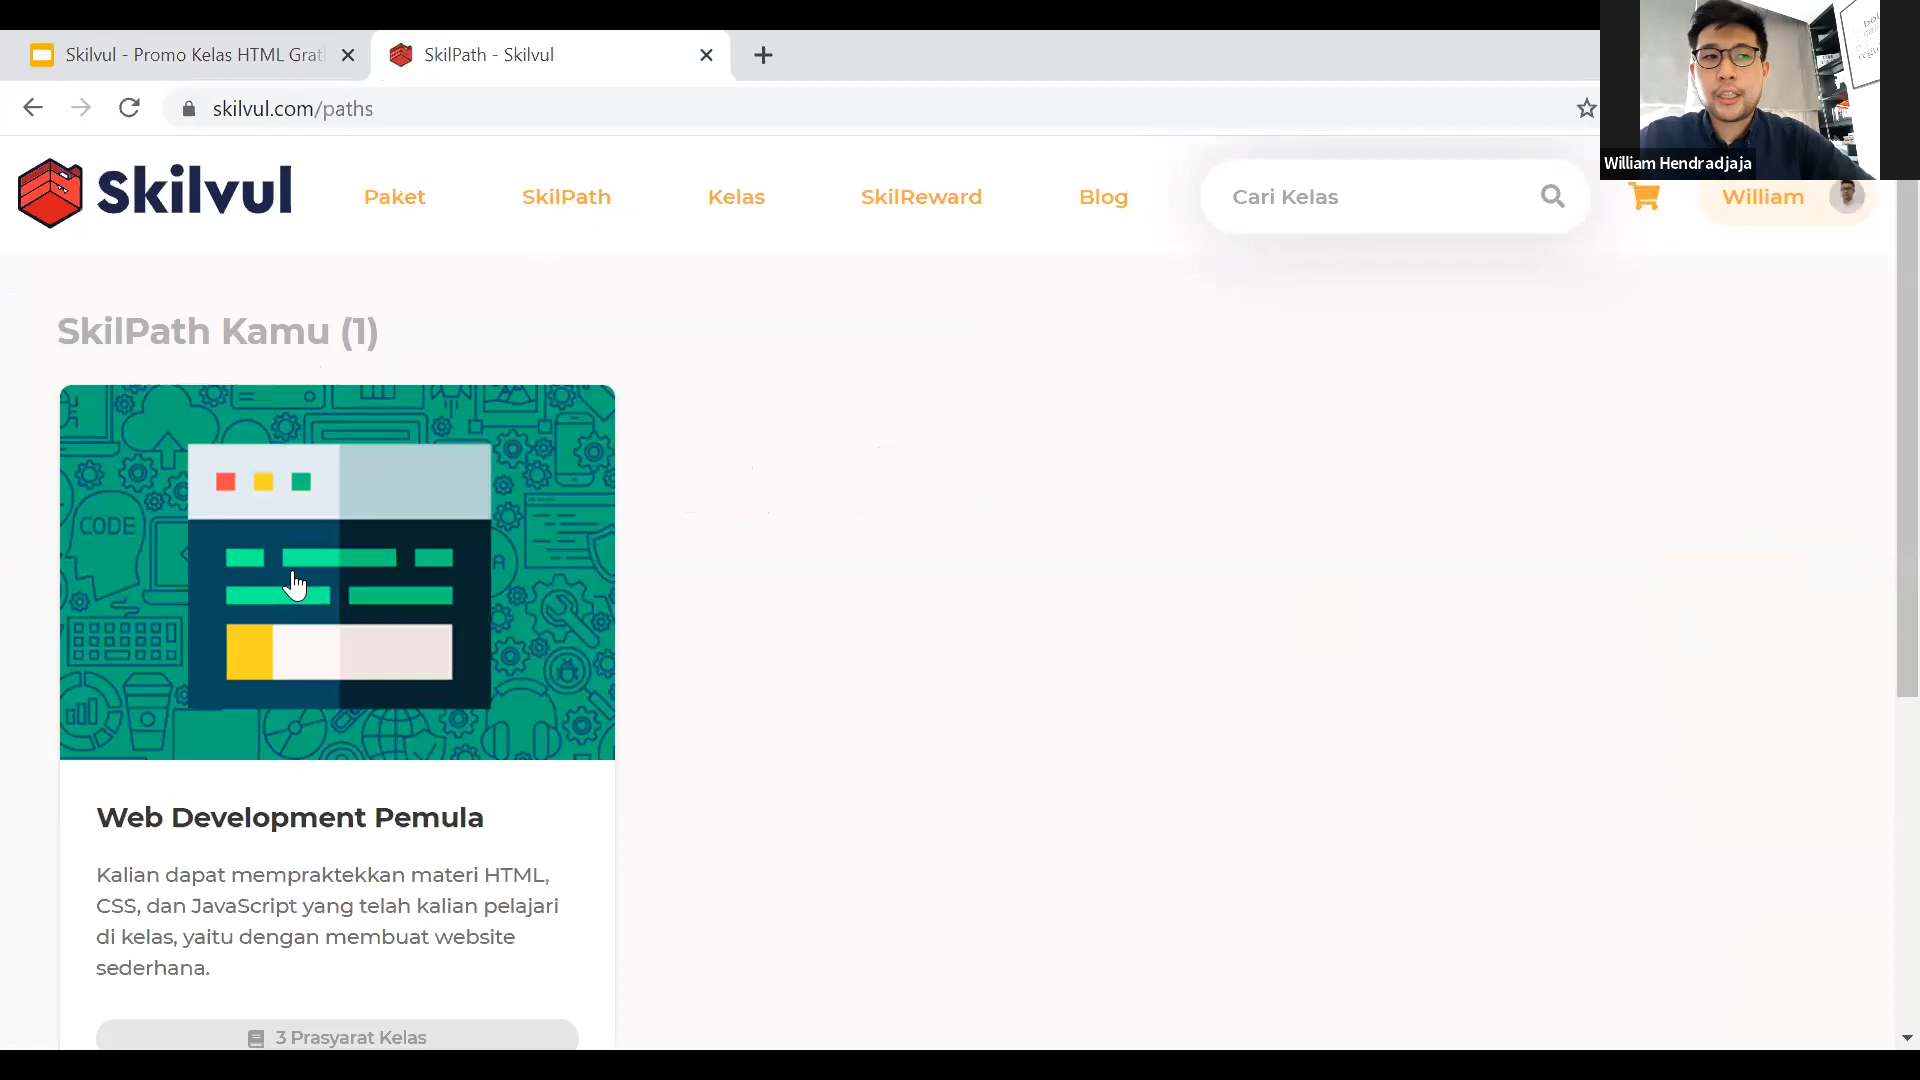 Skilvul - Promo Kelas HTML Grat
SkilPath - Skilvul
skilvul.com/paths
William Hendradjaja
Skilvul
Paket
SkilPath
Kelas
SkilReward
Blog
Cari Kelas
William
SkilPath Kamu (1)
CODE
Web Development Pemula
Kalian dapat mempraktekkan materi HTML,
CSS, dan JavaScript yang telah kalian pelajari
di kelas, yaitu dengan membuat website
sederhana.
3 Prasyarat Kelas